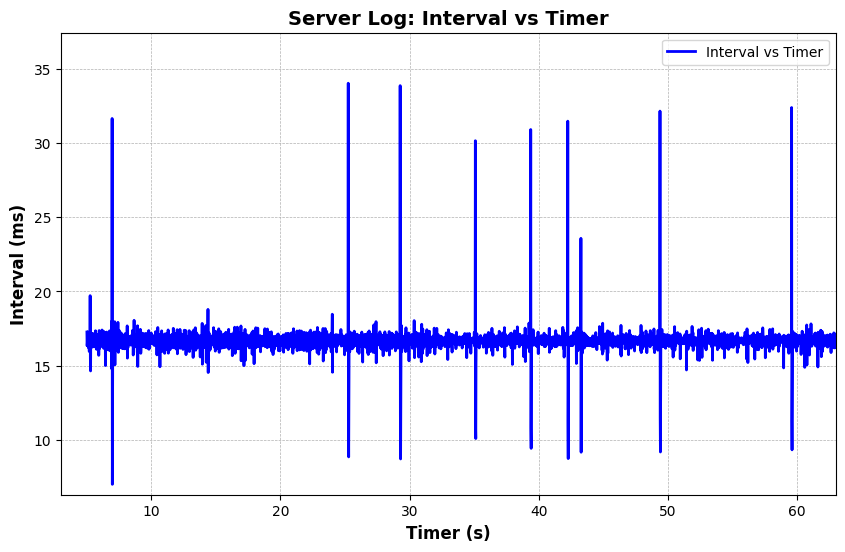 Server Log: Interval vs Timer
Interval vs Timer
35
30
25
20
15
10
Interval (ms)
10 20 30 40 50 60
Timer (s)